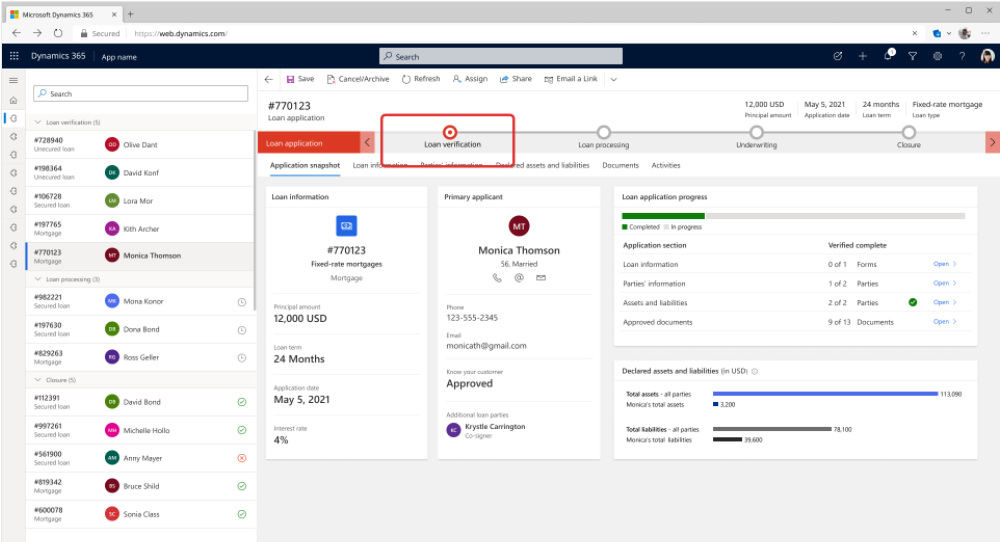 Microsoft Dynamics 365
Secured https://web.dynamics.com/
Dynamics 365 App name
Search
1
?
Search
Save Cancel/Archive Refresh Assign Share Email a Link
#770123
Loan application
12,000 USD May 5, 2021 24 months Fixed-rate mortgage
Principal amount Application date Loan term Loan type
Loan application Loan verification Loan processing Underwriting Closure
Application snapshot Loan information Parties' information Declared assets and liabilities Documents Activities
Loan verification (5)
#728940
Unecured loan
OD Olive Dant
#198364
Unecured loan
DK David Konf
#106728
Secured loan
LM Lora Mor
#197765
Mortgage
KA Kith Archer
#770123
Mortgage
MT Monica Thomson
Loan processing (3)
#982221
Secured loan
MK Mona Konor
#197630
Secured loan
DB Dona Bond
#829263
Mortgage
RG Ross Geller
Closure (5)
#112391
Secured loan
DB David Bond
#997261
Secured loan
MH Michelle Hollo
#561900
Secured loan
AM Anny Mayer
#819342
Mortgage
BS Bruce Shild
#600078
Mortgage
SC Sonia Class
Loan information
#770123
Fixed-rate mortgages
Mortgage
Principal amount
12,000 USD
Loan term
24 Months
Application date
May 5, 2021
Interest rate
4%
Primary applicant
MT
Monica Thomson
56, Married
Phone
123-555-2345
Email
monicath@gmail.com
Know your customer
Approved
Additional loan parties
KC Krystle Carrington
Co-signer
Loan application progress
Completed In progress
Application section Verified complete
Loan information 0 of 1 Forms Open
Parties' information 1 of 2 Parties Open
Assets and liabilities 2 of 2 Parties Open
Approved documents 9 of 13 Documents Open
Declared assets and liabilities (in USD)
Total assets - all parties 113,090
Monica's total assets 3,200
Total liabilities - all parties 78,100
Monica's total liabilities 39,600